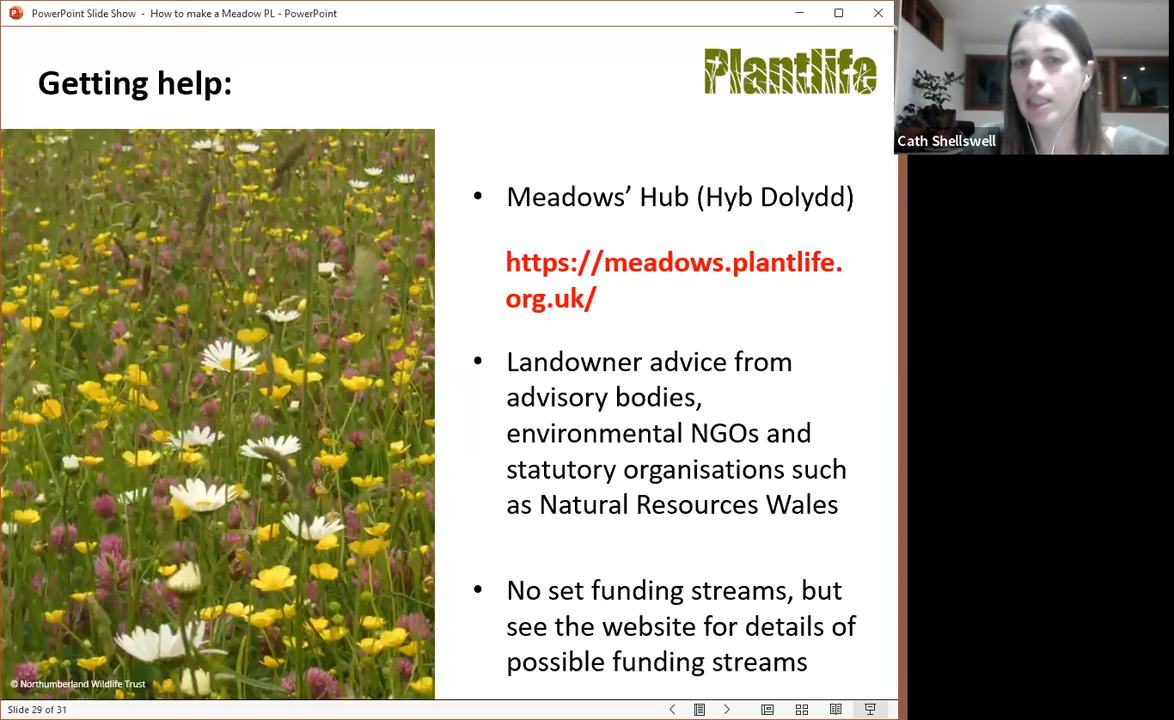 PowerPoint Slide Show - How to make a Meadow PL - PowerPoint
Getting help:
Plantlife
Cath Shellswell
• Meadows’ Hub (Hyb Dolydd)
https://meadows.plantlife.
org.uk/
• Landowner advice from
advisory bodies,
environmental NGOs and
statutory organisations such
as Natural Resources Wales
• No set funding streams, but
see the website for details of
possible funding streams
© Northumberland Wildlife Trust
Slide 29 of 31